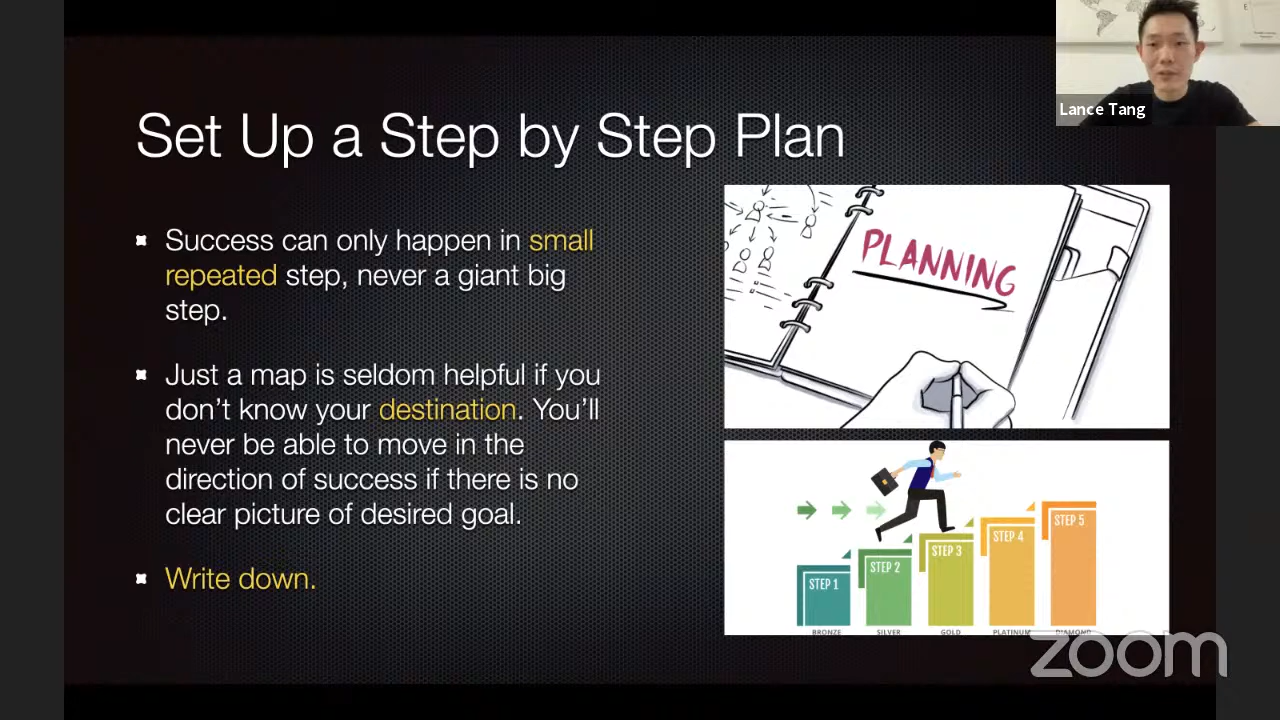 Lance Tang
Set Up a Step by Step Plan
Success can only happen in small
repeated step, never a giant big
step.
Just a map is seldom helpful if you
don't know your destination. You'll
never be able to move in the
direction of success if there is no
clear picture of desired goal.
Write down.
PLANNING
STEP 1
STEP 2
STEP 3
STEP 4
STEP 5
BRONZE
SILVER
GOLD
PLATINUM
DIAMOND
zoom